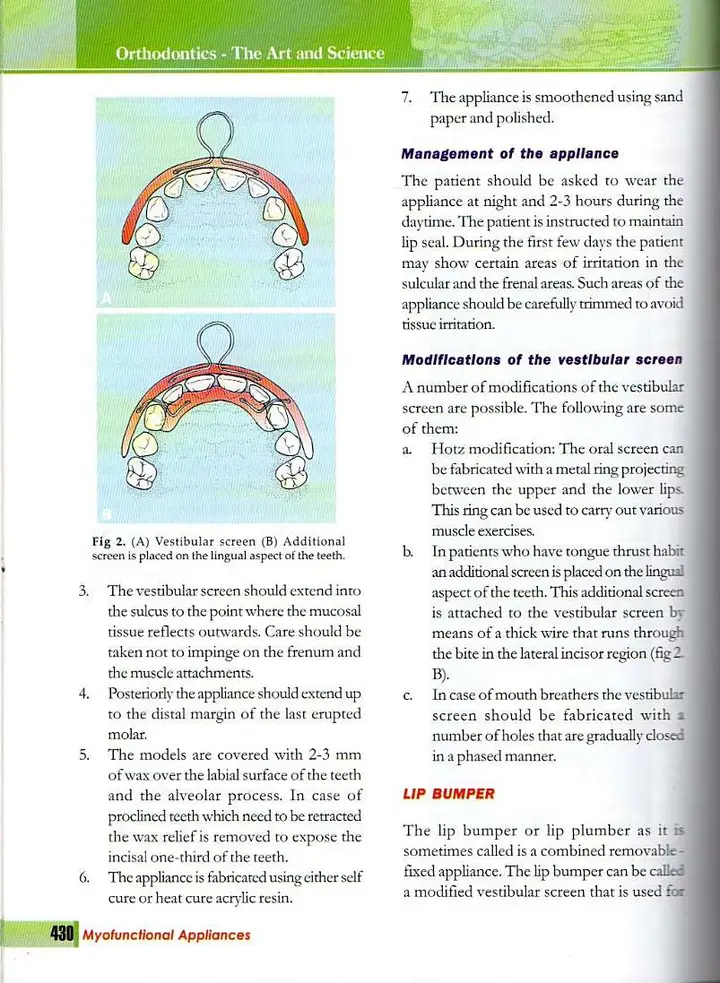 Orthodontics - The Art and Science
A
B
Fig 2. (A) Vestibular screen (B) Additional
screen is placed on the lingual aspect of the teeth.
3. The vestibular screen should extend into
the sulcus to the point where the mucosal
tissue reflects outwards. Care should be
taken not to impinge on the frenum and
the muscle attachments.
4. Posteriorly the appliance should extend up
to the distal margin of the last erupted
molar.
5. The models are covered with 2-3 mm
of wax over the labial surface of the teeth
and the alveolar process. In case of
proclined teeth which need to be retracted
the wax relief is removed to expose the
incisal one-third of the teeth.
6. The appliance is fabricated using either self
cure or heat cure acrylic resin.
7. The appliance is smoothened using sand
paper and polished.
Management of the appliance
The patient should be asked to wear the
appliance at night and 2-3 hours during the
daytime. The patient is instructed to maintain
lip seal. During the first few days the patient
may show certain areas of irritation in the
sulcular and the frenal areas. Such areas of the
appliance should be carefully trimmed to avoid
tissue irritation.
Modifications of the vestibular screen
A number of modifications of the vestibular
screen are possible. The following are some
of them:
a. Hotz modification: The oral screen can
be fabricated with a metal ring projecting
between the upper and the lower lips.
This ring can be used to carry out various
muscle exercises.
b. In patients who have tongue thrust habit
an additional screen is placed on the lingual
aspect of the teeth. This additional screen
is attached to the vestibular screen by
means of a thick wire that runs through
the bite in the lateral incisor region (fig 2.
B).
c. In case of mouth breathers the vestibular
screen should be fabricated with a
number of holes that are gradually closed
in a phased manner.
LIP BUMPER
The lip bumper or lip plumber as it is
sometimes called is a combined removable -
fixed appliance. The lip bumper can be called
a modified vestibular screen that is used for
430 Myofunctional Appliances